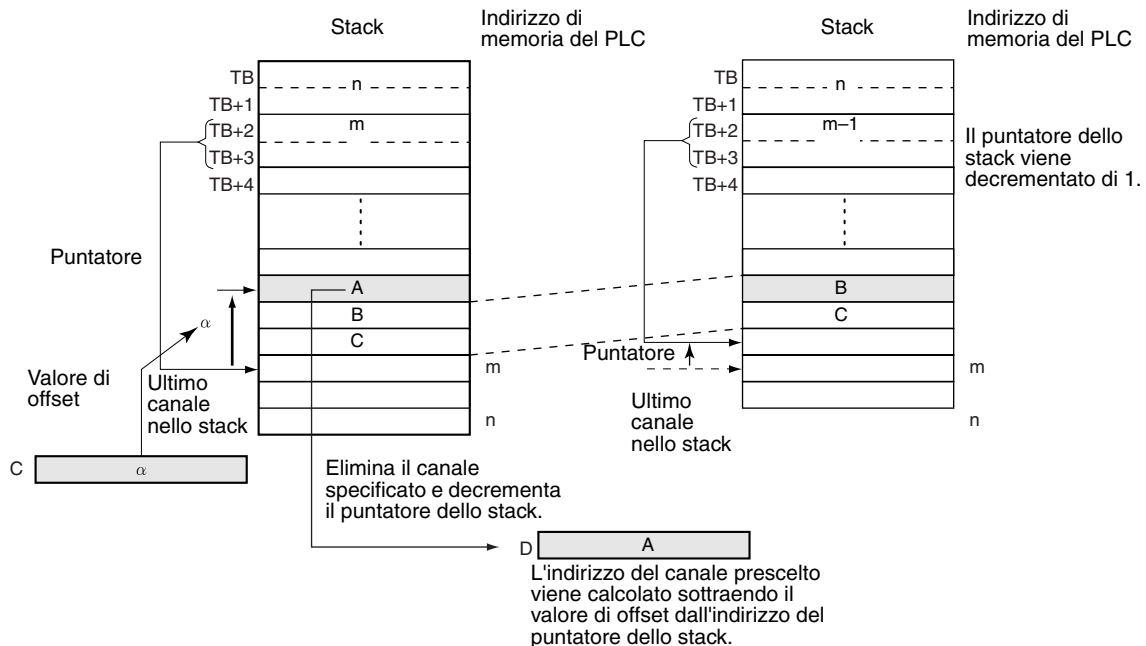 Stack
Indirizzo di
memoria del PLC
TB
n
TB+1
TB+2
m
TB+3
TB+4
Puntatore
A
B
C
α
Valore di
offset
Ultimo
canale
nello stack
m
n
C
α
Elimina il canale
specificato e decrementa
il puntatore dello stack.
D
A
L'indirizzo del canale prescelto
viene calcolato sottraendo il
valore di offset dall'indirizzo del
puntatore dello stack.
Stack
Indirizzo di
memoria del PLC
TB
n
TB+1
TB+2
m–1
TB+3
TB+4
Il puntatore dello
stack viene
decrementato di 1.
B
C
Puntatore
m
Ultimo
canale
nello stack
n